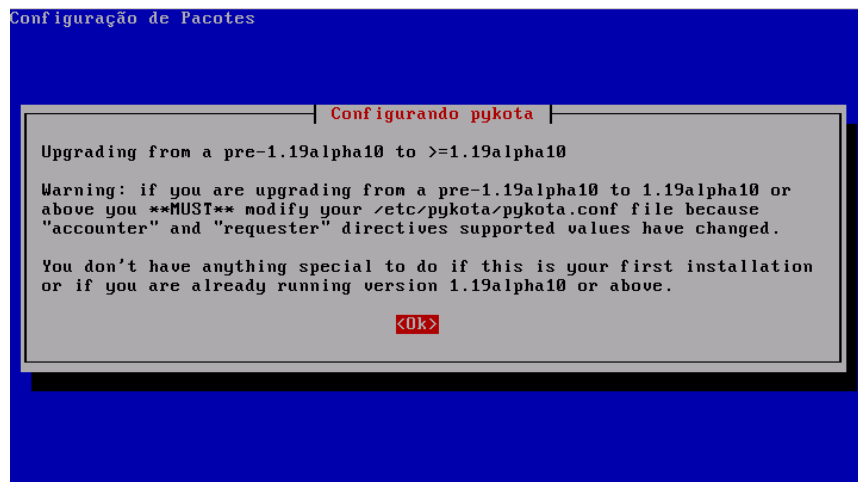 Configuração de Pacotes
Configurando pykota
Upgrading from a pre-1.19alpha10 to >=1.19alpha10
Warning: if you are upgrading from a pre-1.19alpha10 to 1.19alpha10 or
above you **MUST** modify your /etc/pykota/pykota.conf file because
"accounter" and "requester" directives supported values have changed.
You don't have anything special to do if this is your first installation
or if you are already running version 1.19alpha10 or above.
<Ok>